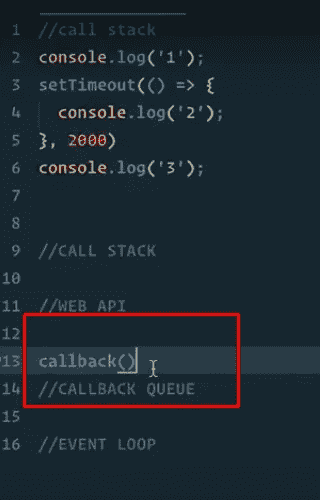 1 //call stack
2 console.log('1');
3 setTimeout(() => {
4 console.log('2');
5 }, 2000)
6 console.log('3');
7
8
9 //CALL STACK
10
11 //WEB API
12
13 callback()
14 //CALLBACK QUEUE
15
16 //EVENT LOOP